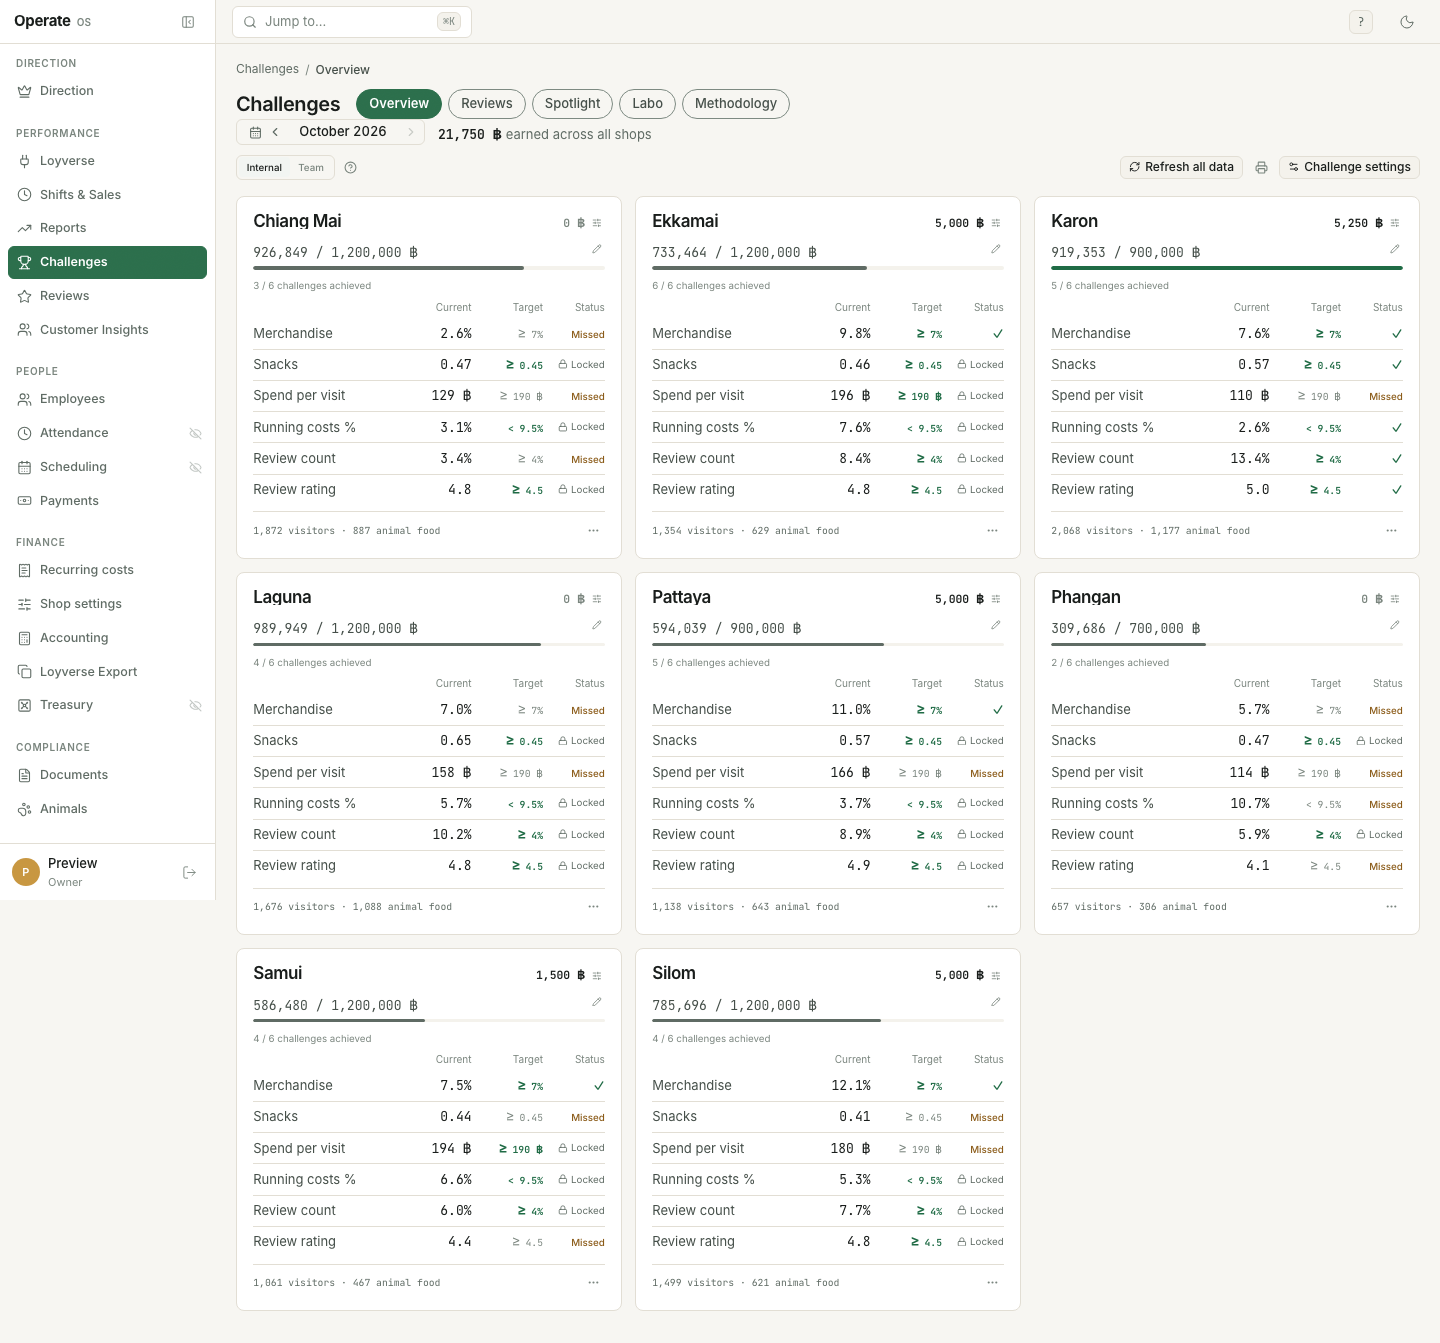 Operate OS
Jump to...
⌘K
?
DIRECTION
Direction
PERFORMANCE
Loyverse
Shifts & Sales
Reports
Challenges
Reviews
Customer Insights
PEOPLE
Employees
Attendance
Scheduling
Payments
FINANCE
Recurring costs
Shop settings
Accounting
Loyverse Export
Treasury
COMPLIANCE
Documents
Animals
P
Preview
Owner
Challenges / Overview
Challenges Overview Reviews Spotlight Labo Methodology
October 2026 21,750 ฿ earned across all shops
Internal Team
Refresh all data Challenge settings
Chiang Mai 0 ฿
926,849 / 1,200,000 ฿
3 / 6 challenges achieved
Current Target Status
Merchandise 2.6% ≥ 7% Missed
Snacks 0.47 ≥ 0.45 Locked
Spend per visit 129 ฿ ≥ 190 ฿ Missed
Running costs % 3.1% < 9.5% Locked
Review count 3.4% ≥ 4% Missed
Review rating 4.8 ≥ 4.5 Locked
1,872 visitors · 887 animal food
Ekkamai 5,000 ฿
733,464 / 1,200,000 ฿
6 / 6 challenges achieved
Current Target Status
Merchandise 9.8% ≥ 7% ✓
Snacks 0.46 ≥ 0.45 Locked
Spend per visit 196 ฿ ≥ 190 ฿ Locked
Running costs % 7.6% < 9.5% Locked
Review count 8.4% ≥ 4% Locked
Review rating 4.8 ≥ 4.5 Locked
1,354 visitors · 629 animal food
Karon 5,250 ฿
919,353 / 900,000 ฿
5 / 6 challenges achieved
Current Target Status
Merchandise 7.6% ≥ 7% ✓
Snacks 0.57 ≥ 0.45 ✓
Spend per visit 110 ฿ ≥ 190 ฿ Missed
Running costs % 2.6% < 9.5% ✓
Review count 13.4% ≥ 4% ✓
Review rating 5.0 ≥ 4.5 ✓
2,068 visitors · 1,177 animal food
Laguna 0 ฿
989,949 / 1,200,000 ฿
4 / 6 challenges achieved
Current Target Status
Merchandise 7.0% ≥ 7% Missed
Snacks 0.65 ≥ 0.45 Locked
Spend per visit 158 ฿ ≥ 190 ฿ Missed
Running costs % 5.7% < 9.5% Locked
Review count 10.2% ≥ 4% Locked
Review rating 4.8 ≥ 4.5 Locked
1,676 visitors · 1,088 animal food
Pattaya 5,000 ฿
594,039 / 900,000 ฿
5 / 6 challenges achieved
Current Target Status
Merchandise 11.0% ≥ 7% ✓
Snacks 0.57 ≥ 0.45 Locked
Spend per visit 166 ฿ ≥ 190 ฿ Missed
Running costs % 3.7% < 9.5% Locked
Review count 8.9% ≥ 4% Locked
Review rating 4.9 ≥ 4.5 Locked
1,138 visitors · 643 animal food
Phangan 0 ฿
309,686 / 700,000 ฿
2 / 6 challenges achieved
Current Target Status
Merchandise 5.7% ≥ 7% Missed
Snacks 0.47 ≥ 0.45 Locked
Spend per visit 114 ฿ ≥ 190 ฿ Missed
Running costs % 10.7% < 9.5% Missed
Review count 5.9% ≥ 4% Locked
Review rating 4.1 ≥ 4.5 Missed
657 visitors · 306 animal food
Samui 1,500 ฿
586,480 / 1,200,000 ฿
4 / 6 challenges achieved
Current Target Status
Merchandise 7.5% ≥ 7% ✓
Snacks 0.44 ≥ 0.45 Missed
Spend per visit 194 ฿ ≥ 190 ฿ Locked
Running costs % 6.6% < 9.5% Locked
Review count 6.0% ≥ 4% Locked
Review rating 4.4 ≥ 4.5 Missed
1,061 visitors · 467 animal food
Silom 5,000 ฿
785,696 / 1,200,000 ฿
4 / 6 challenges achieved
Current Target Status
Merchandise 12.1% ≥ 7% ✓
Snacks 0.41 ≥ 0.45 Missed
Spend per visit 180 ฿ ≥ 190 ฿ Missed
Running costs % 5.3% < 9.5% Locked
Review count 7.7% ≥ 4% Locked
Review rating 4.8 ≥ 4.5 Locked
1,499 visitors · 621 animal food